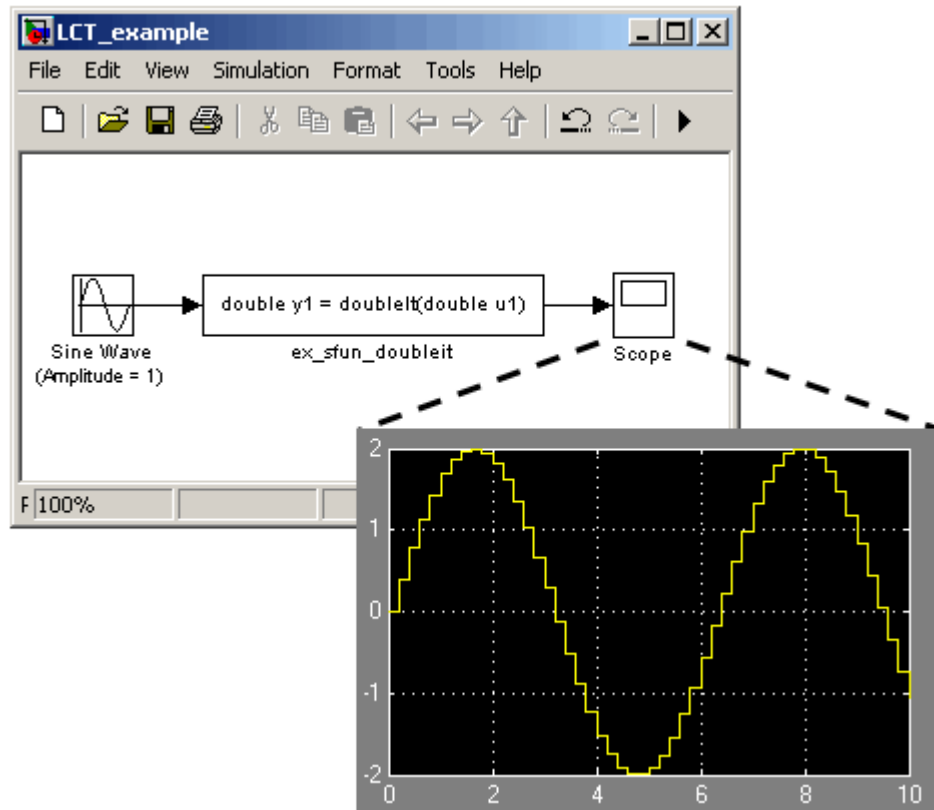 LCT_example
File Edit View Simulation Format Tools Help
double y1 = doubleIt(double u1)
Sine Wave
(Amplitude = 1)
ex_sfun_doubleit
Scope
F 100%
2
1
0
-1
-2
0 2 4 6 8 10